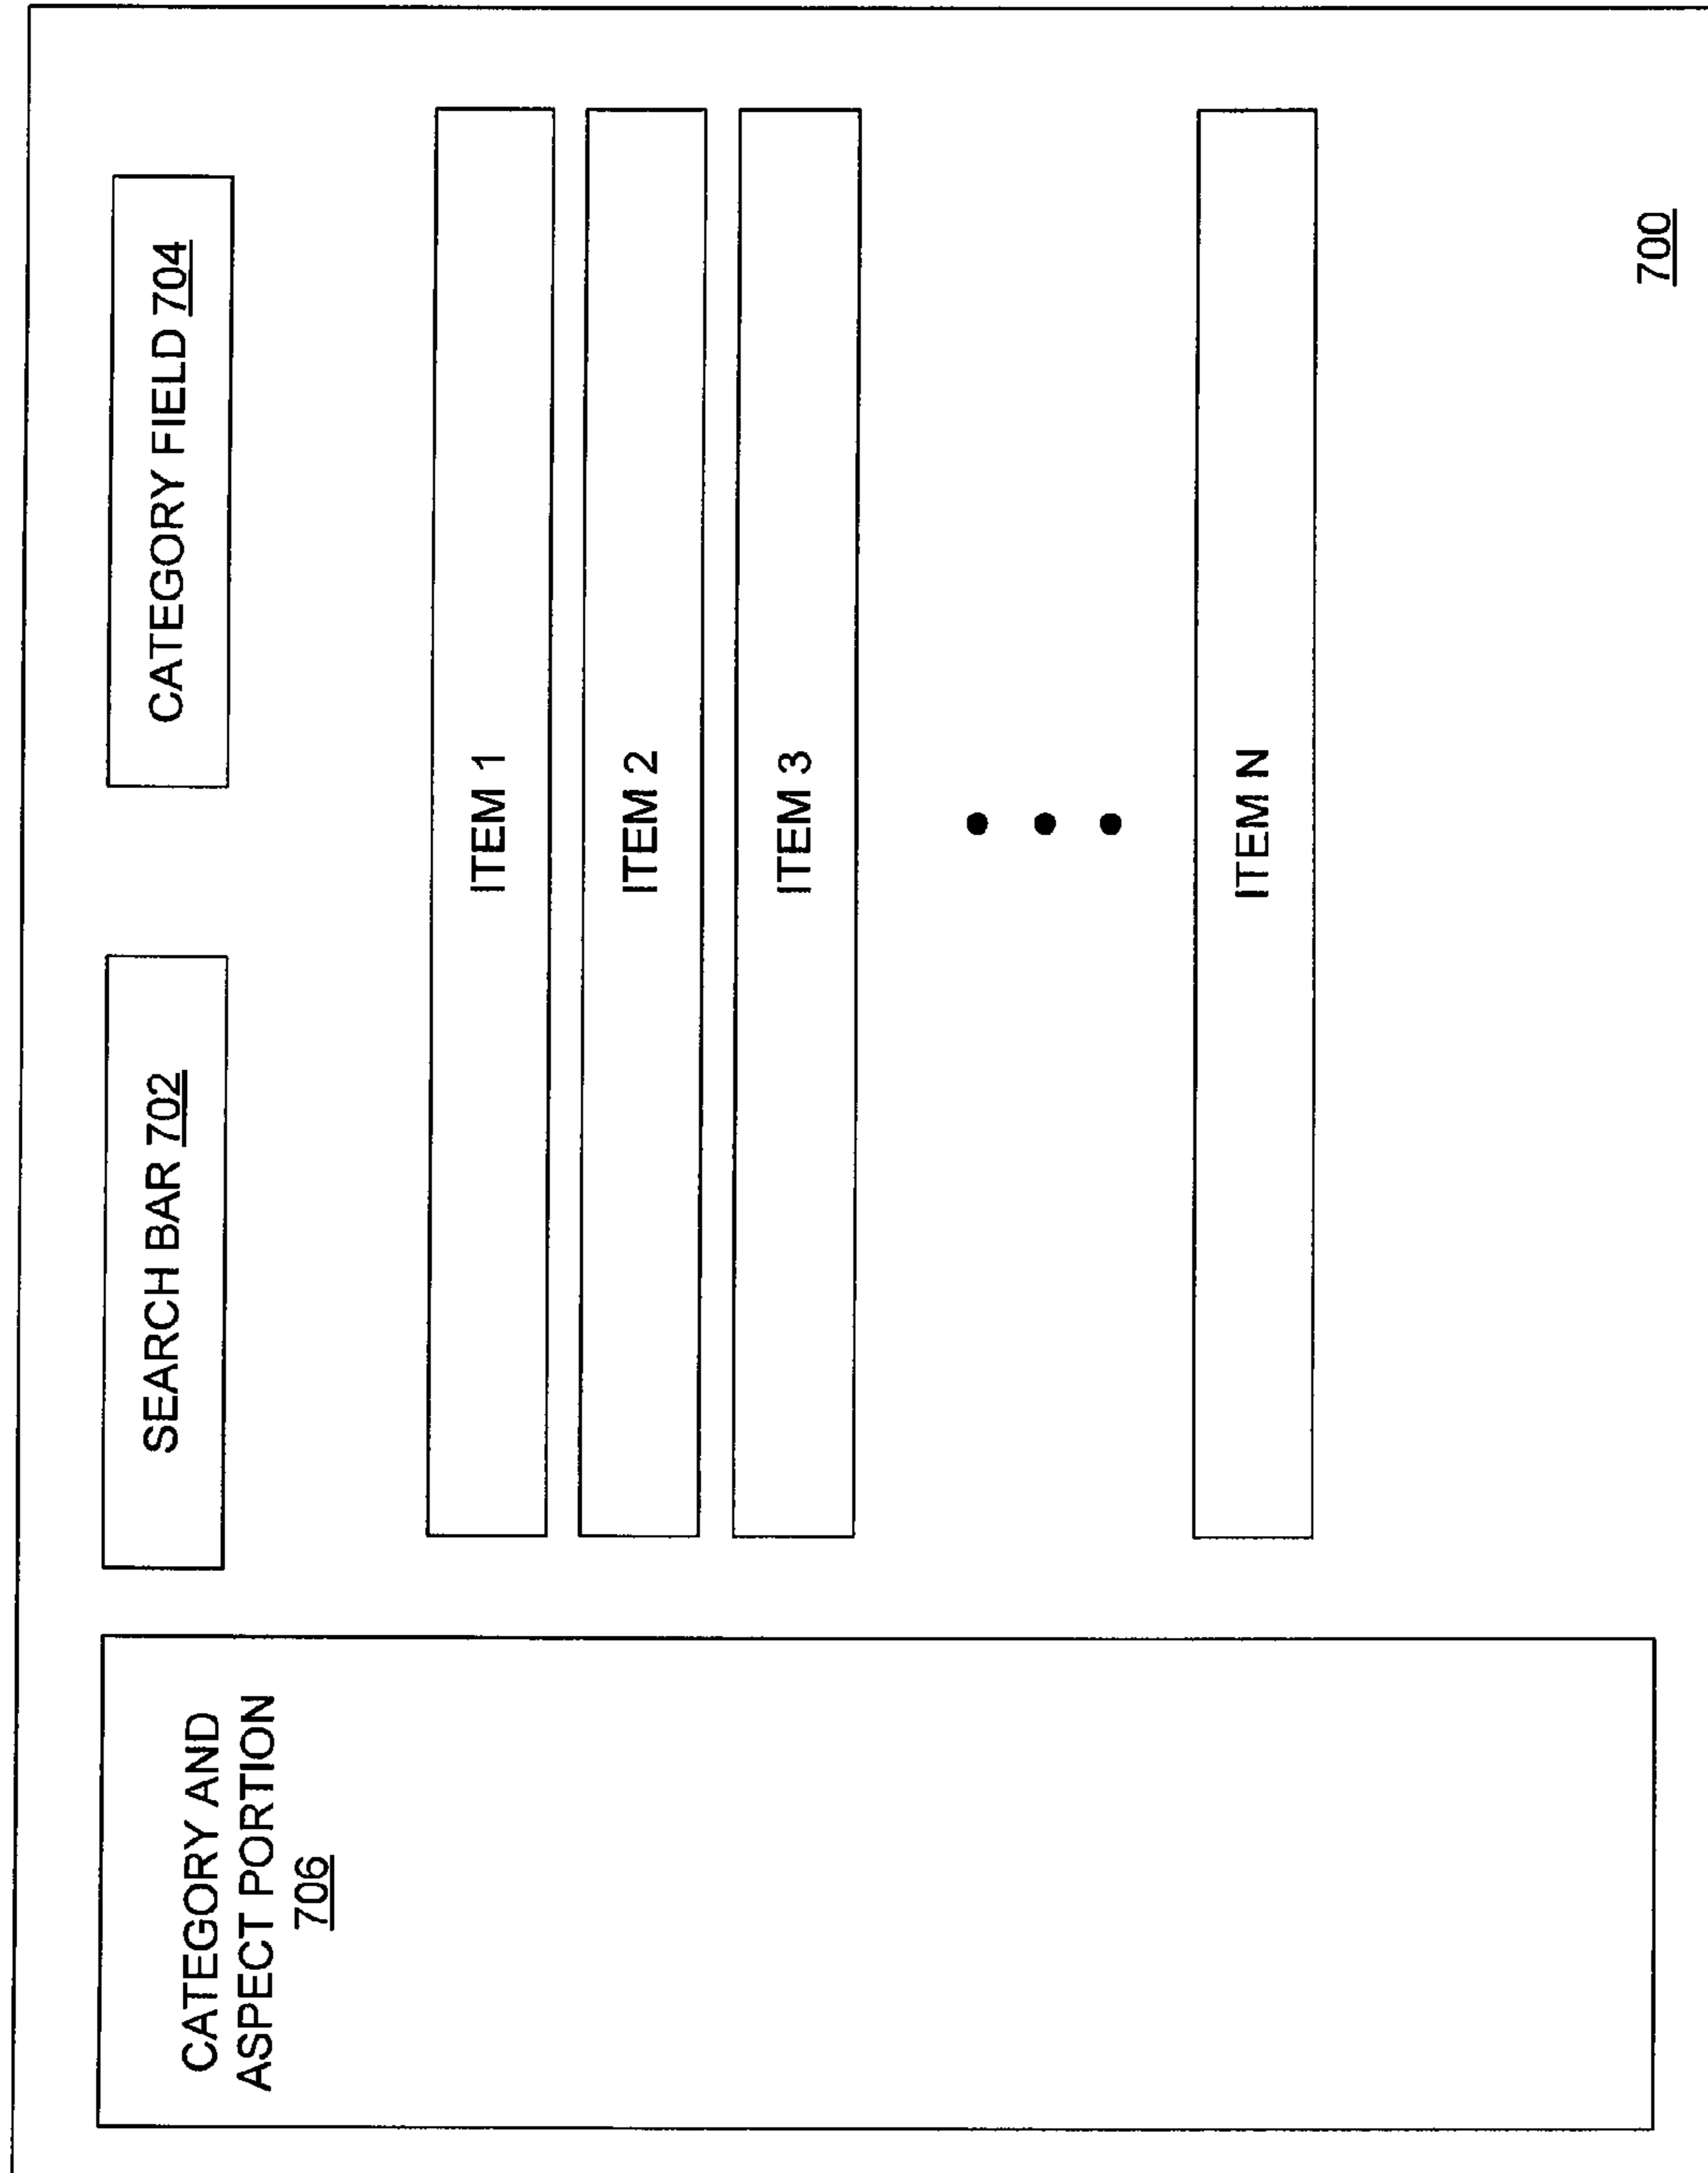 CATEGORY AND
ASPECT PORTION
706
SEARCH BAR 702
CATEGORY FIELD 704
ITEM 1
ITEM 2
ITEM 3
ITEM N
700